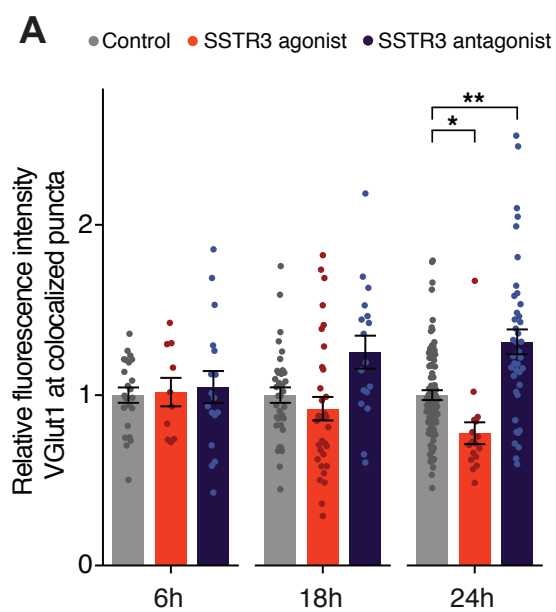 A
Control SSTR3 agonist SSTR3 antagonist
Relative fluorescence intensity
VGlut1 at colocalized puncta
2
1
0
**
*
6h 18h 24h